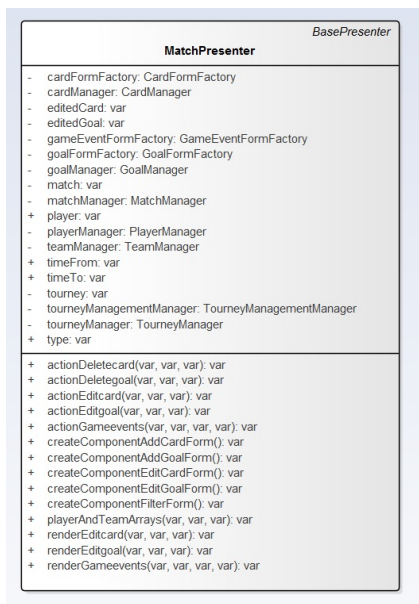 BasePresenter
MatchPresenter
- cardFormFactory: CardFormFactory
- cardManager: CardManager
- editedCard: var
- editedGoal: var
- gameEventFormFactory: GameEventFormFactory
- goalFormFactory: GoalFormFactory
- goalManager: GoalManager
- match: var
- matchManager: MatchManager
+ player: var
- playerManager: PlayerManager
- teamManager: TeamManager
+ timeFrom: var
+ timeTo: var
- tourney: var
- tourneyManagementManager: TourneyManagementManager
- tourneyManager: TourneyManager
+ type: var
+ actionDeletecard(var, var, var): var
+ actionDeletegoal(var, var, var): var
+ actionEditcard(var, var, var): var
+ actionEditgoal(var, var, var): var
+ actionGameevents(var, var, var, var): var
+ createComponentAddCardForm(): var
+ createComponentAddGoalForm(): var
+ createComponentEditCardForm(): var
+ createComponentEditGoalForm(): var
+ createComponentFilterForm(): var
+ playerAndTeamArrays(var, var, var): var
+ renderEditcard(var, var, var): var
+ renderEditgoal(var, var, var): var
+ renderGameevents(var, var, var, var): var